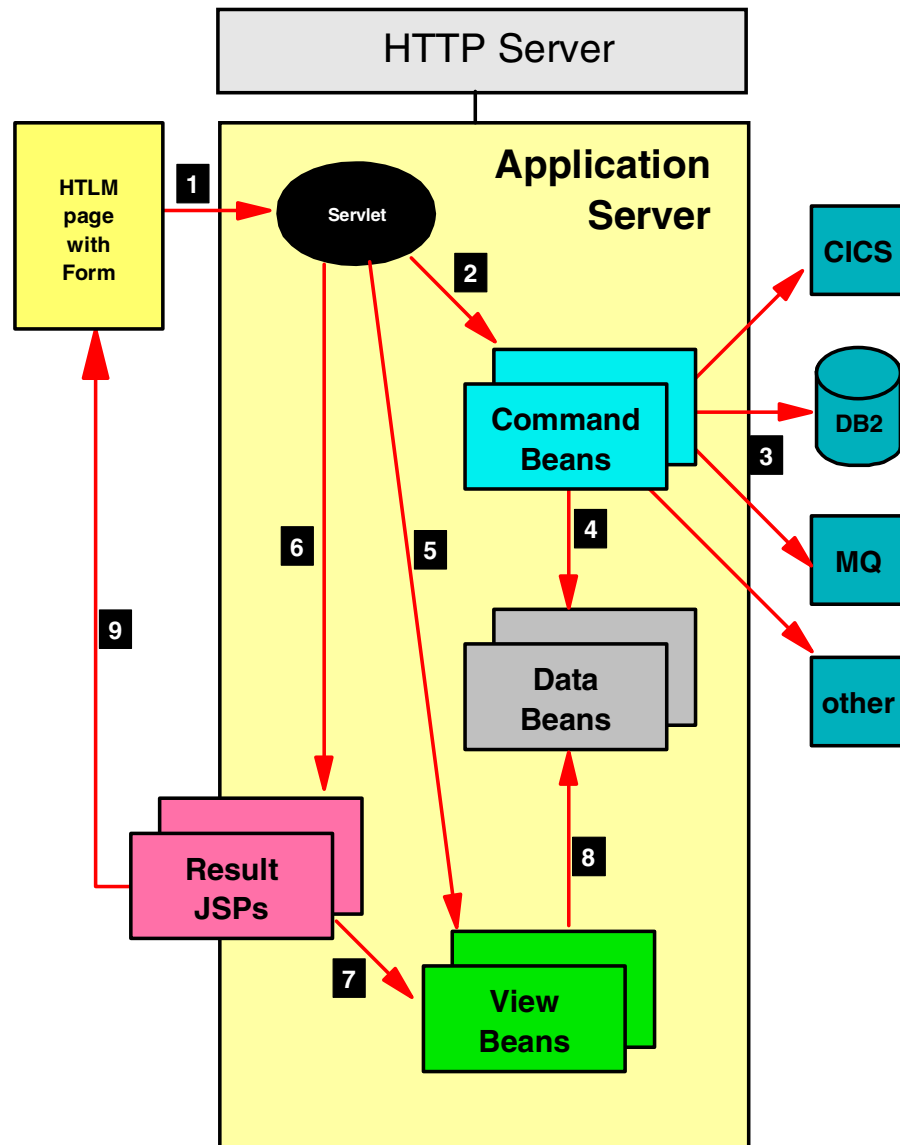 HTTP Server
Application
Server
HTLM
page
with
Form
1
Servlet
2
CICS
Command
Beans
DB2
3
4
5
6
MQ
9
Data
Beans
other
8
Result
JSPs
7
View
Beans